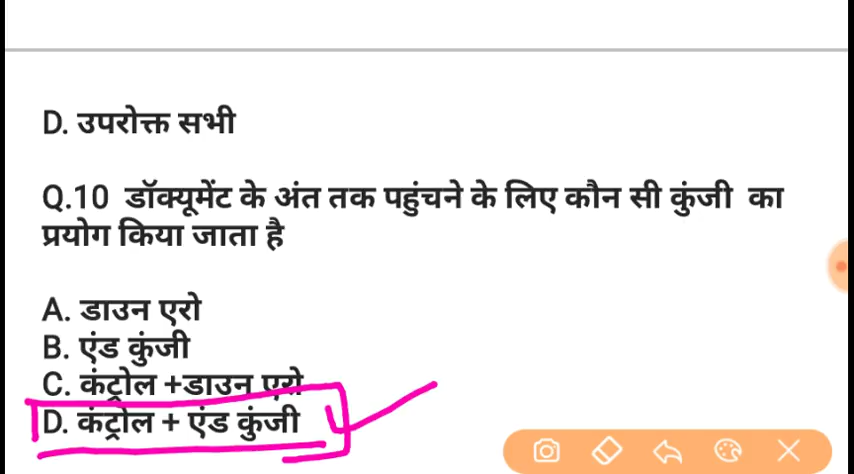 D. उपरोक्त सभी
Q.10 डॉक्यूमेंट के अंत तक पहुंचने के लिए कौन सी कुंजी का
प्रयोग किया जाता है
A. डाउन एरो
B. एंड कुंजी
C. कंट्रोल +डाउन एरो
D. कंट्रोल + एंड कुंजी